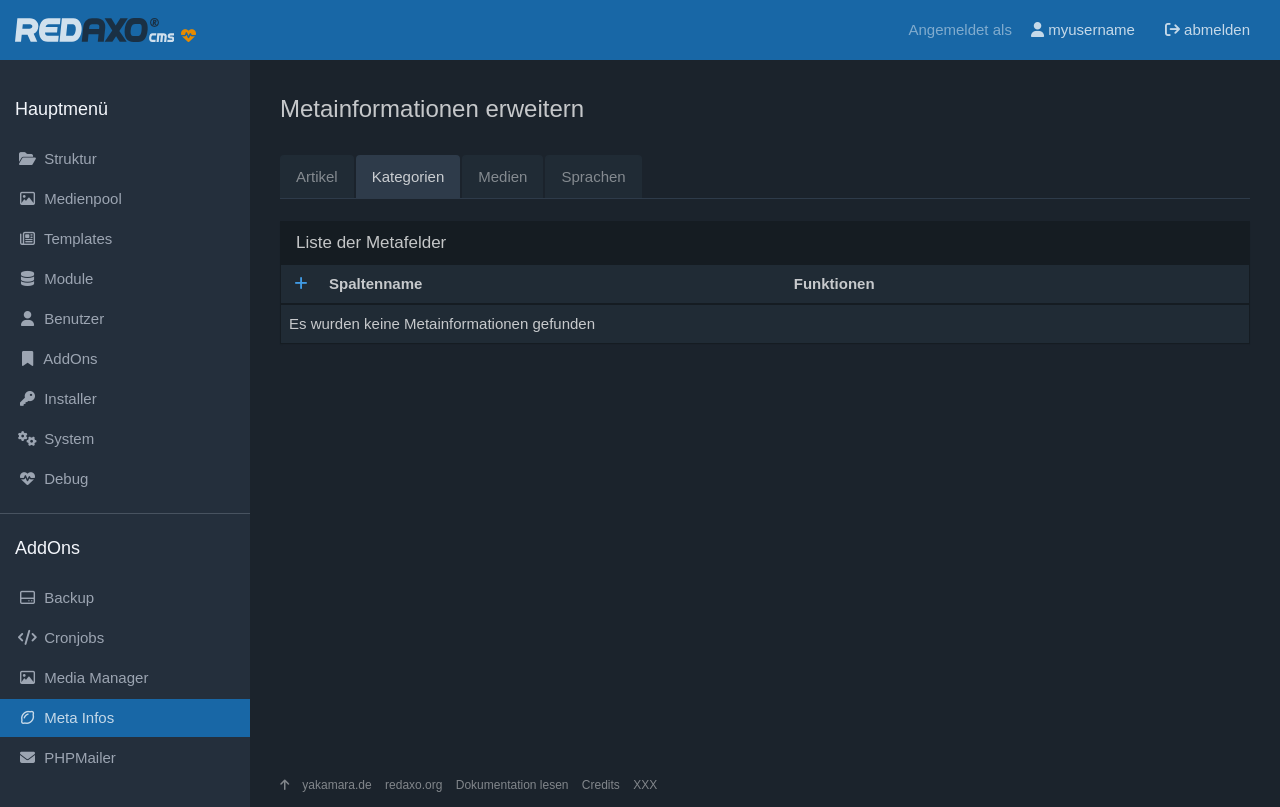 REDAXO® cms
Angemeldet als myusername abmelden
Hauptmenü
Struktur
Medienpool
Templates
Module
Benutzer
AddOns
Installer
System
Debug
AddOns
Backup
Cronjobs
Media Manager
Meta Infos
PHPMailer
Metainformationen erweitern
Artikel Kategorien Medien Sprachen
Liste der Metafelder
Spaltenname Funktionen
Es wurden keine Metainformationen gefunden
yakamara.de redaxo.org Dokumentation lesen Credits XXX